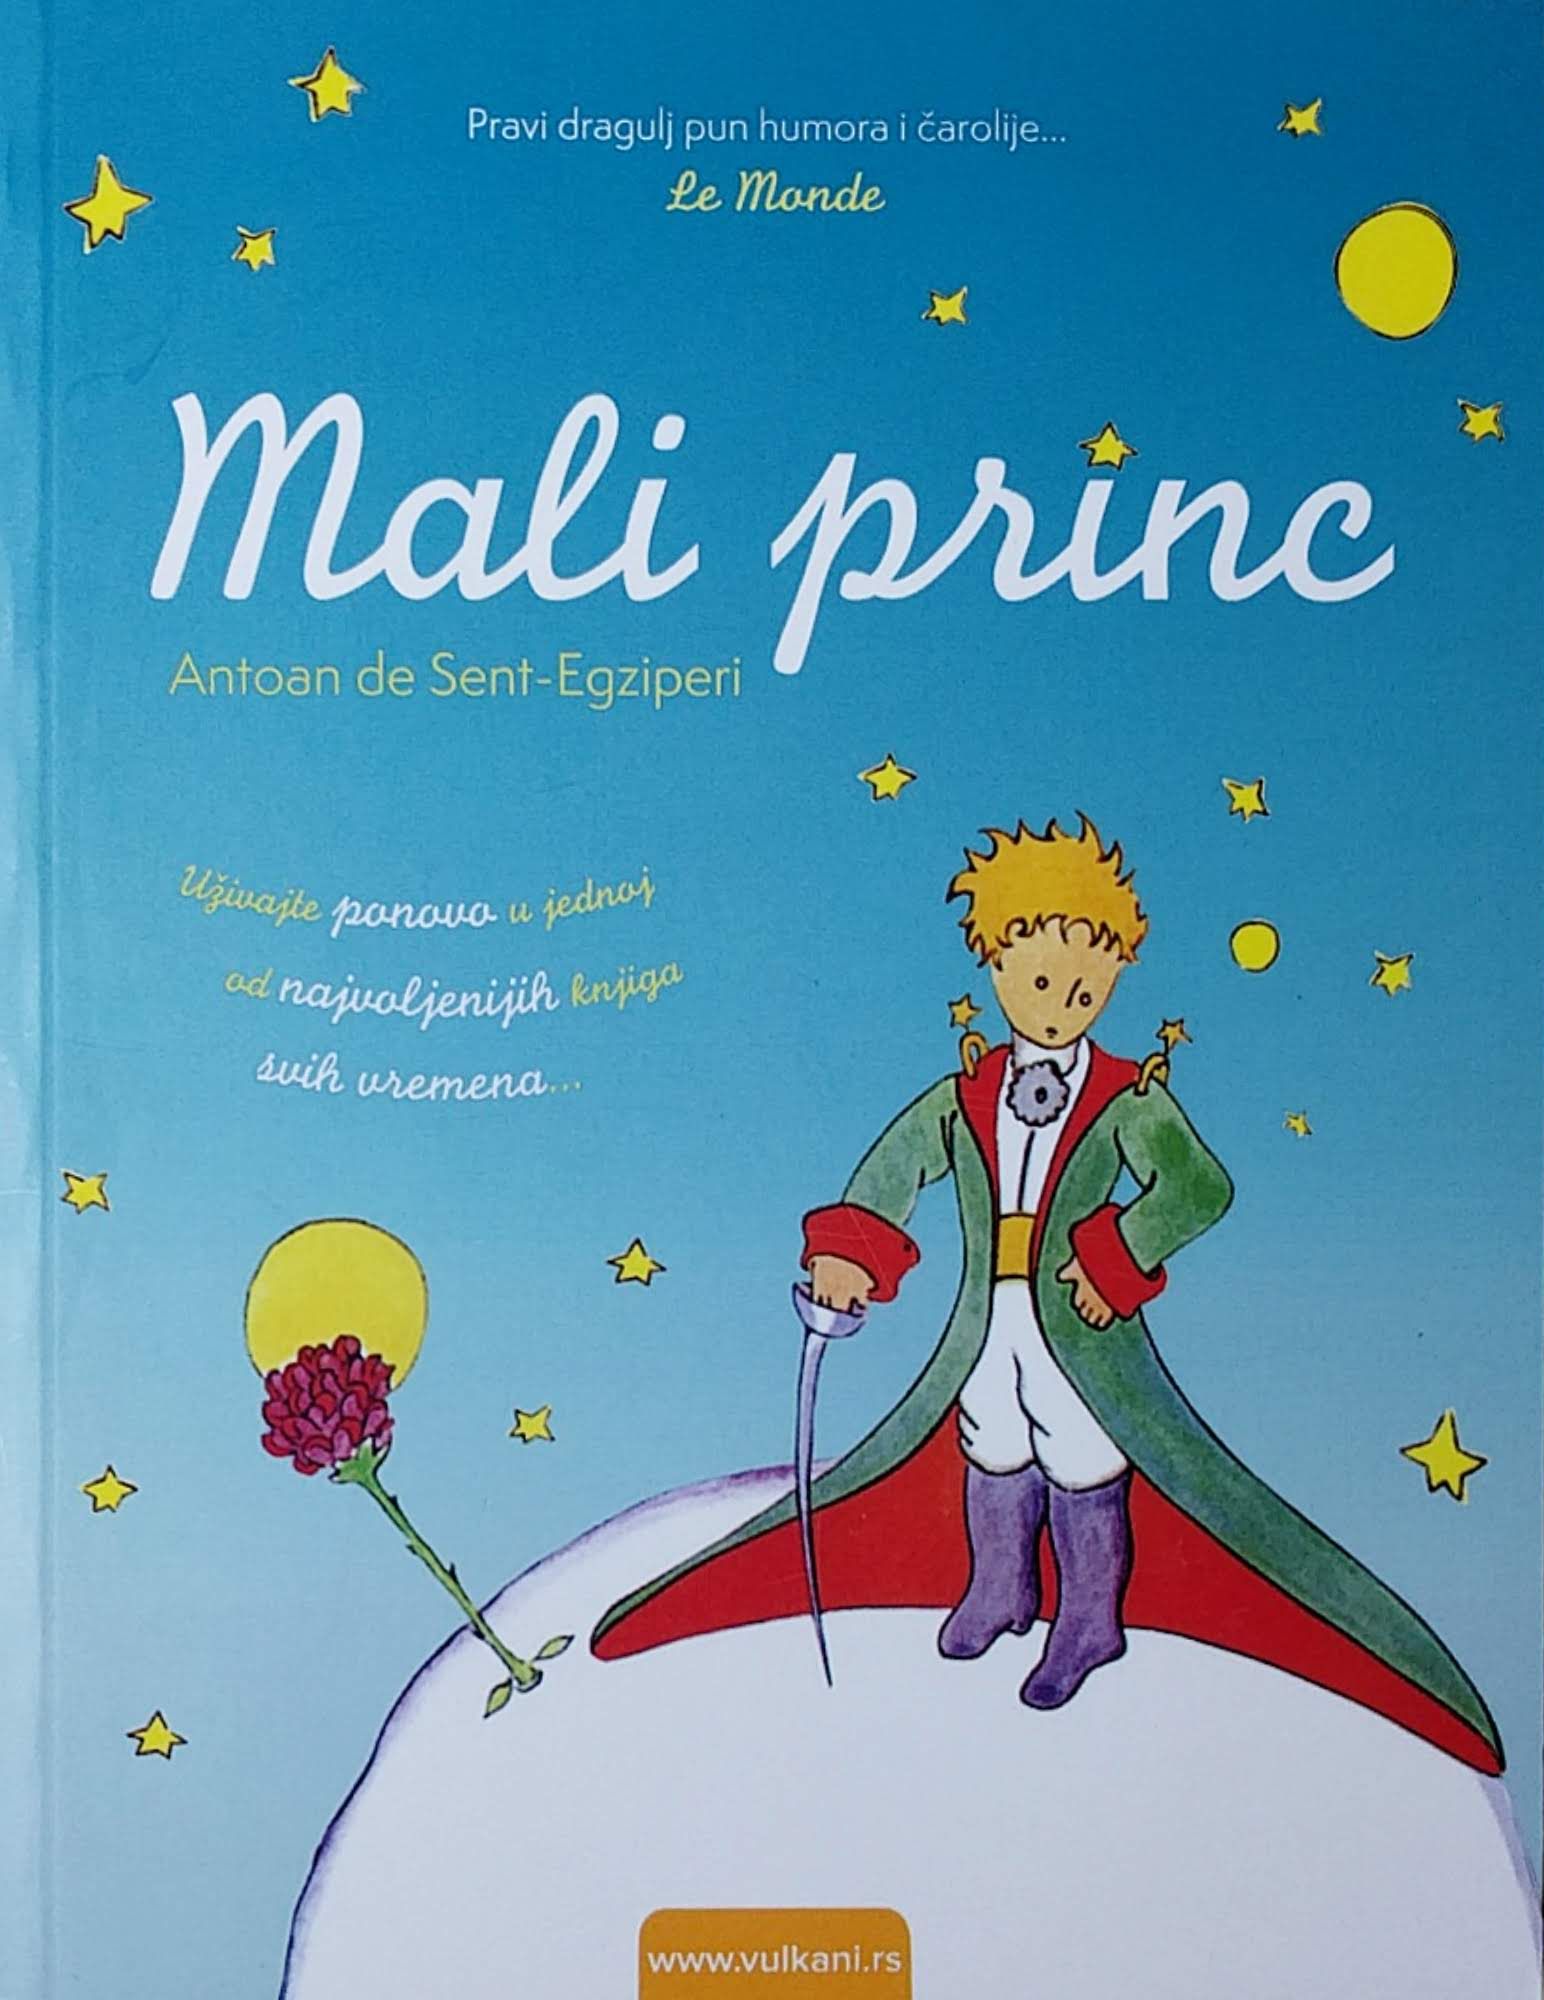 Pravi dragulj pun humora i čarolije...
Le Monde
Mali princ
Antoan de Sent-Egziperi
Uživajte ponovo u jednoj
od najvoljenijih knjiga
svih vremena...
www.vulkani.rs